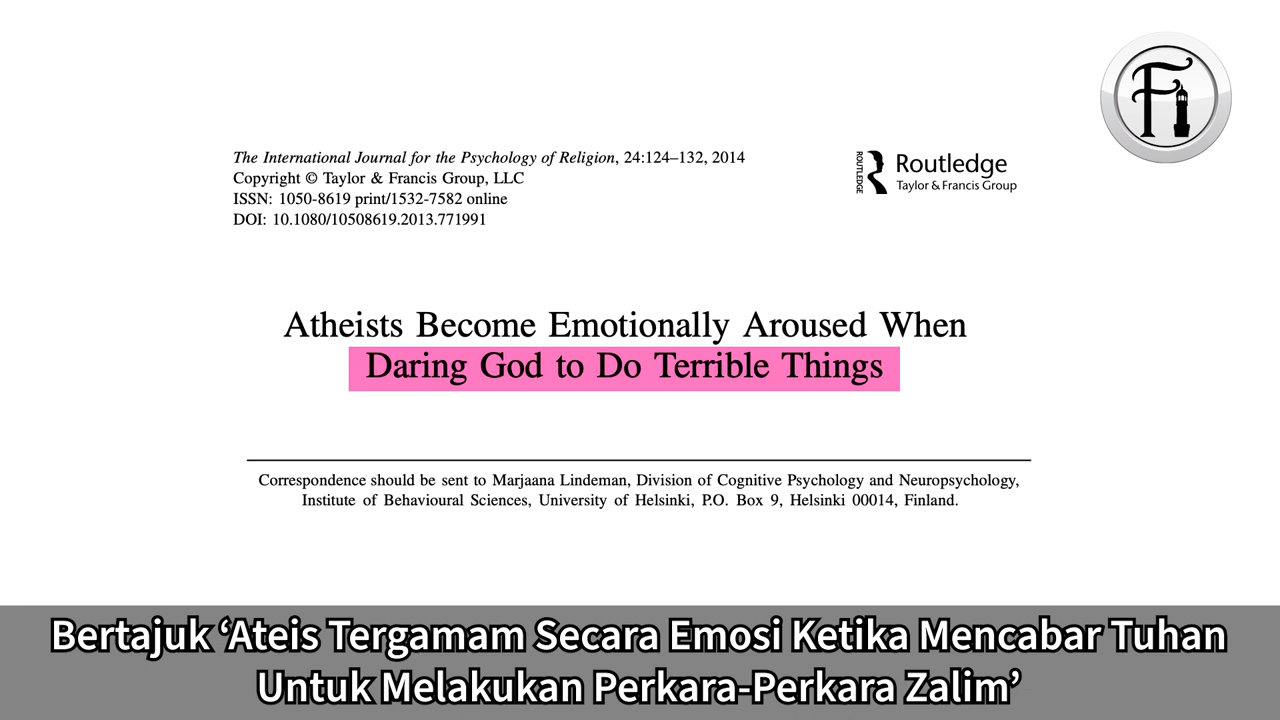 The International Journal for the Psychology of Religion, 24:124–132, 2014
Copyright © Taylor & Francis Group, LLC
ISSN: 1050-8619 print/1532-7582 online
DOI: 10.1080/10508619.2013.771991
ROUTLEDGE
Routledge
Taylor & Francis Group
Fi
Atheists Become Emotionally Aroused When
Daring God to Do Terrible Things
Correspondence should be sent to Marjaana Lindeman, Division of Cognitive Psychology and Neuropsychology,
Institute of Behavioural Sciences, University of Helsinki, P.O. Box 9, Helsinki 00014, Finland.
Bertajuk ‘Ateis Tergamam Secara Emosi Ketika Mencabar Tuhan
Untuk Melakukan Perkara-Perkara Zalim’